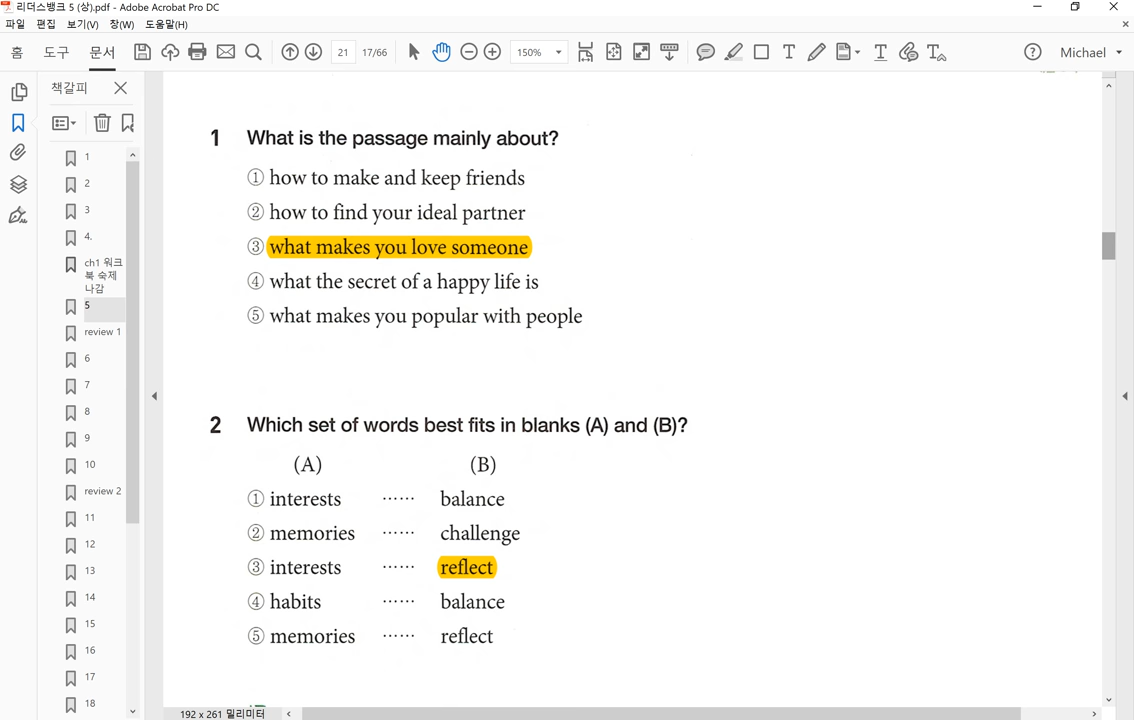 리더스뱅크 5 (상).pdf - Adobe Acrobat Pro DC
파일 편집 보기(V) 창(W) 도움말(H)
홈 도구 문서 21 17/66 150% Michael
책갈피
1
2
3
4.
ch1 워크
북 숙제
나감
5
review 1
6
7
8
9
10
review 2
11
12
13
14
15
16
17
18
1 What is the passage mainly about?
① how to make and keep friends
② how to find your ideal partner
③ what makes you love someone
④ what the secret of a happy life is
⑤ what makes you popular with people
2 Which set of words best fits in blanks (A) and (B)?
(A) (B)
① interests ······ balance
② memories ······ challenge
③ interests ······ reflect
④ habits ······ balance
⑤ memories ······ reflect
192 x 261 밀리미터